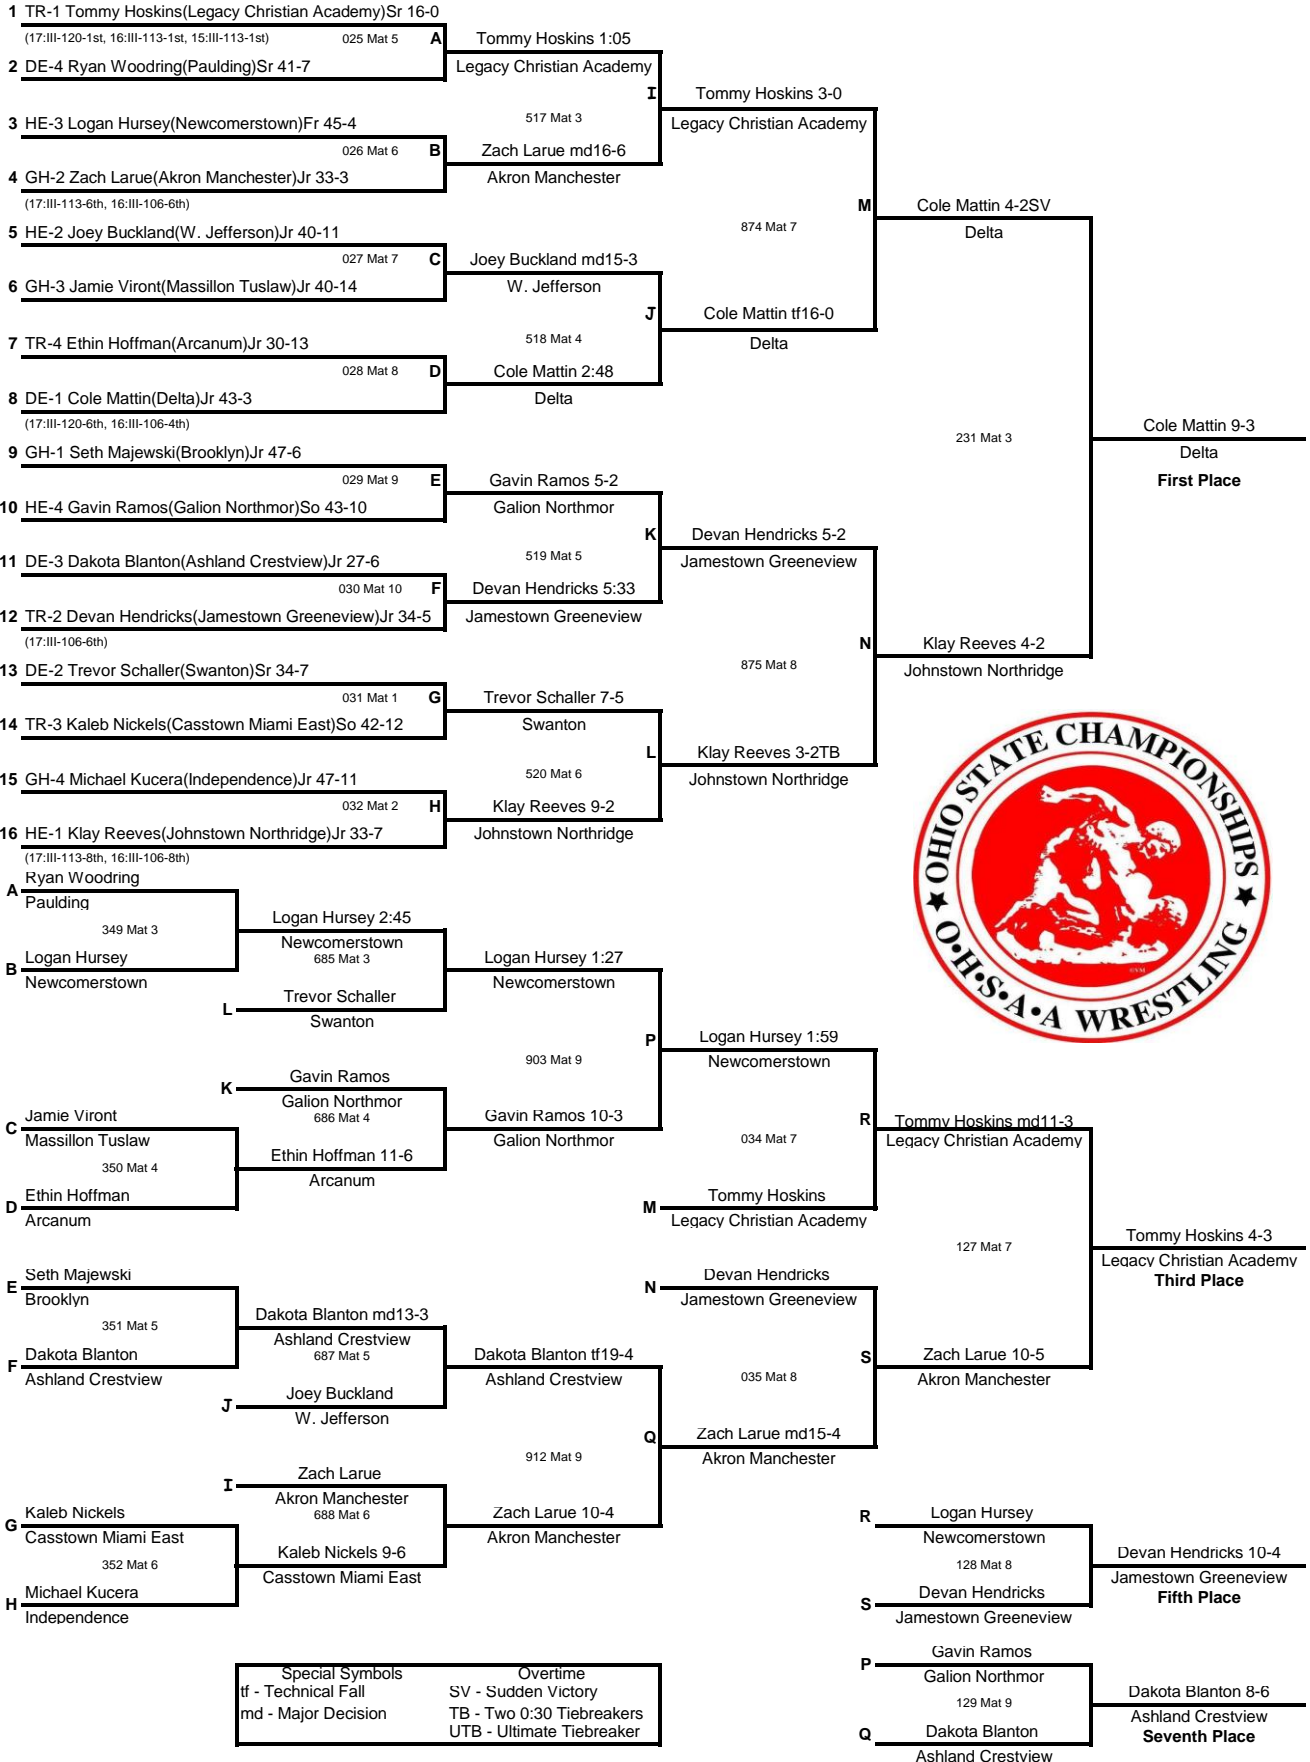 1 TR-1 Tommy Hoskins(Legacy Christian Academy)Sr 16-0
(17:III-120-1st, 16:III-113-1st, 15:III-113-1st)
025 Mat 5 A
2 DE-4 Ryan Woodring(Paulding)Sr 41-7
3 HE-3 Logan Hursey(Newcomerstown)Fr 45-4
026 Mat 6 B
4 GH-2 Zach Larue(Akron Manchester)Jr 33-3
(17:III-113-6th, 16:III-106-6th)
5 HE-2 Joey Buckland(W. Jefferson)Jr 40-11
027 Mat 7 C
6 GH-3 Jamie Viront(Massillon Tuslaw)Jr 40-14
7 TR-4 Ethin Hoffman(Arcanum)Jr 30-13
028 Mat 8 D
8 DE-1 Cole Mattin(Delta)Jr 43-3
(17:III-120-6th, 16:III-106-4th)
9 GH-1 Seth Majewski(Brooklyn)Jr 47-6
029 Mat 9 E
10 HE-4 Gavin Ramos(Galion Northmor)So 43-10
11 DE-3 Dakota Blanton(Ashland Crestview)Jr 27-6
030 Mat 10 F
12 TR-2 Devan Hendricks(Jamestown Greeneview)Jr 34-5
(17:III-106-6th)
13 DE-2 Trevor Schaller(Swanton)Sr 34-7
031 Mat 1 G
14 TR-3 Kaleb Nickels(Casstown Miami East)So 42-12
15 GH-4 Michael Kucera(Independence)Jr 47-11
032 Mat 2 H
16 HE-1 Klay Reeves(Johnstown Northridge)Jr 33-7
(17:III-113-8th, 16:III-106-8th)
Tommy Hoskins 1:05
Legacy Christian Academy
517 Mat 3 I
Zach Larue md16-6
Akron Manchester
Joey Buckland md15-3
W. Jefferson
518 Mat 4 J
Cole Mattin 2:48
Delta
Gavin Ramos 5-2
Galion Northmor
519 Mat 5 K
Devan Hendricks 5:33
Jamestown Greeneview
Trevor Schaller 7-5
Swanton
520 Mat 6 L
Klay Reeves 9-2
Johnstown Northridge
Tommy Hoskins 3-0
Legacy Christian Academy
874 Mat 7 M
Cole Mattin tf16-0
Delta
Devan Hendricks 5-2
Jamestown Greeneview
875 Mat 8 N
Klay Reeves 3-2TB
Johnstown Northridge
Cole Mattin 4-2SV
Delta
231 Mat 3
Klay Reeves 4-2
Johnstown Northridge
Cole Mattin 9-3
Delta
First Place
OHIO STATE CHAMPIONSHIPS
O•H•S•A•A WRESTLING
A Ryan Woodring
Paulding
349 Mat 3
B Logan Hursey
Newcomerstown
C Jamie Viront
Massillon Tuslaw
350 Mat 4
D Ethin Hoffman
Arcanum
E Seth Majewski
Brooklyn
351 Mat 5
F Dakota Blanton
Ashland Crestview
G Kaleb Nickels
Casstown Miami East
352 Mat 6
H Michael Kucera
Independence
Logan Hursey 2:45
Newcomerstown
685 Mat 3
L Trevor Schaller
Swanton
K Gavin Ramos
Galion Northmor
686 Mat 4
Ethin Hoffman 11-6
Arcanum
Dakota Blanton md13-3
Ashland Crestview
687 Mat 5
J Joey Buckland
W. Jefferson
I Zach Larue
Akron Manchester
688 Mat 6
Kaleb Nickels 9-6
Casstown Miami East
Logan Hursey 1:27
Newcomerstown
903 Mat 9 P
Gavin Ramos 10-3
Galion Northmor
Dakota Blanton tf19-4
Ashland Crestview
912 Mat 9 Q
Zach Larue 10-4
Akron Manchester
Logan Hursey 1:59
Newcomerstown
034 Mat 7 R
M Tommy Hoskins
Legacy Christian Academy
N Devan Hendricks
Jamestown Greeneview
035 Mat 8 S
Zach Larue md15-4
Akron Manchester
Tommy Hoskins md11-3
Legacy Christian Academy
127 Mat 7
Zach Larue 10-5
Akron Manchester
Tommy Hoskins 4-3
Legacy Christian Academy
Third Place
R Logan Hursey
Newcomerstown
128 Mat 8
S Devan Hendricks
Jamestown Greeneview
Devan Hendricks 10-4
Jamestown Greeneview
Fifth Place
P Gavin Ramos
Galion Northmor
129 Mat 9
Q Dakota Blanton
Ashland Crestview
Dakota Blanton 8-6
Ashland Crestview
Seventh Place
Special Symbols Overtime
tf - Technical Fall SV - Sudden Victory
md - Major Decision TB - Two 0:30 Tiebreakers
UTB - Ultimate Tiebreaker